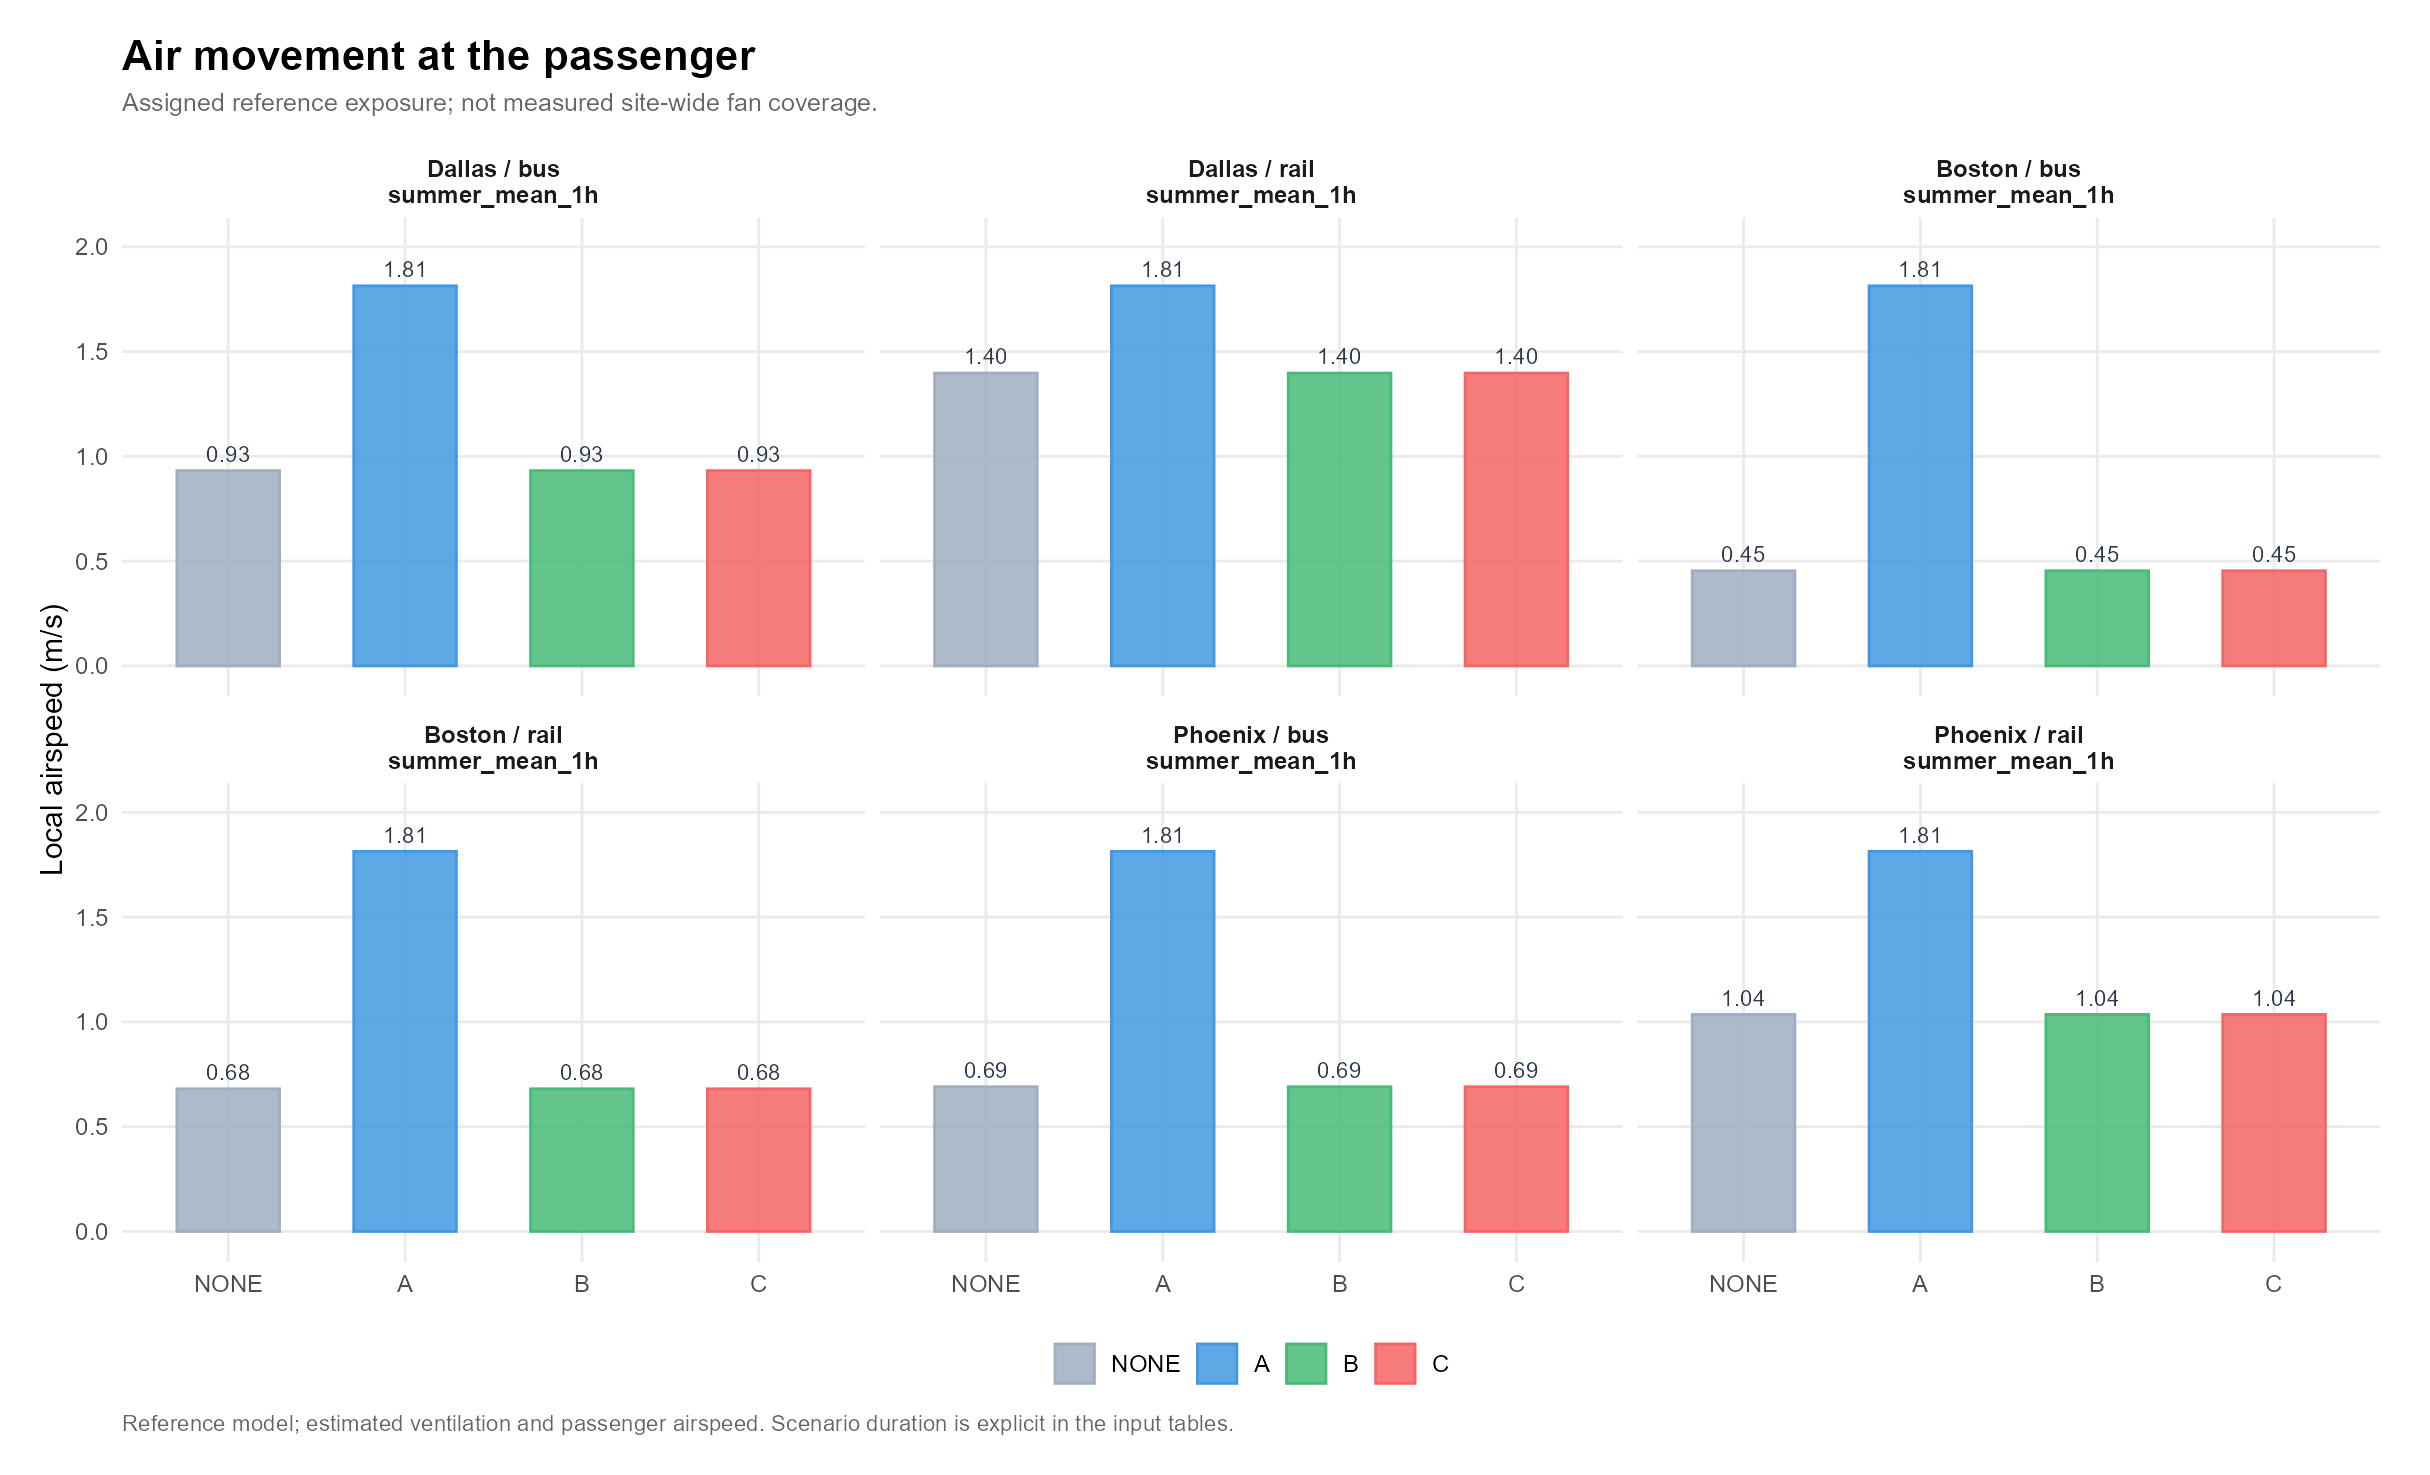 Air movement at the passenger
Assigned reference exposure; not measured site-wide fan coverage.
Dallas / bus
summer_mean_1h
Dallas / rail
summer_mean_1h
Boston / bus
summer_mean_1h
Local airspeed (m/s)
2.0
1.5
1.0
0.5
0.0
0.93
1.81
0.93
0.93
1.40
1.81
1.40
1.40
0.45
1.81
0.45
0.45
Boston / rail
summer_mean_1h
Phoenix / bus
summer_mean_1h
Phoenix / rail
summer_mean_1h
2.0
1.5
1.0
0.5
0.0
0.68
1.81
0.68
0.68
0.69
1.81
0.69
0.69
1.04
1.81
1.04
1.04
NONE A B C
NONE A B C
NONE A B C
NONE A B C
Reference model; estimated ventilation and passenger airspeed. Scenario duration is explicit in the input tables.